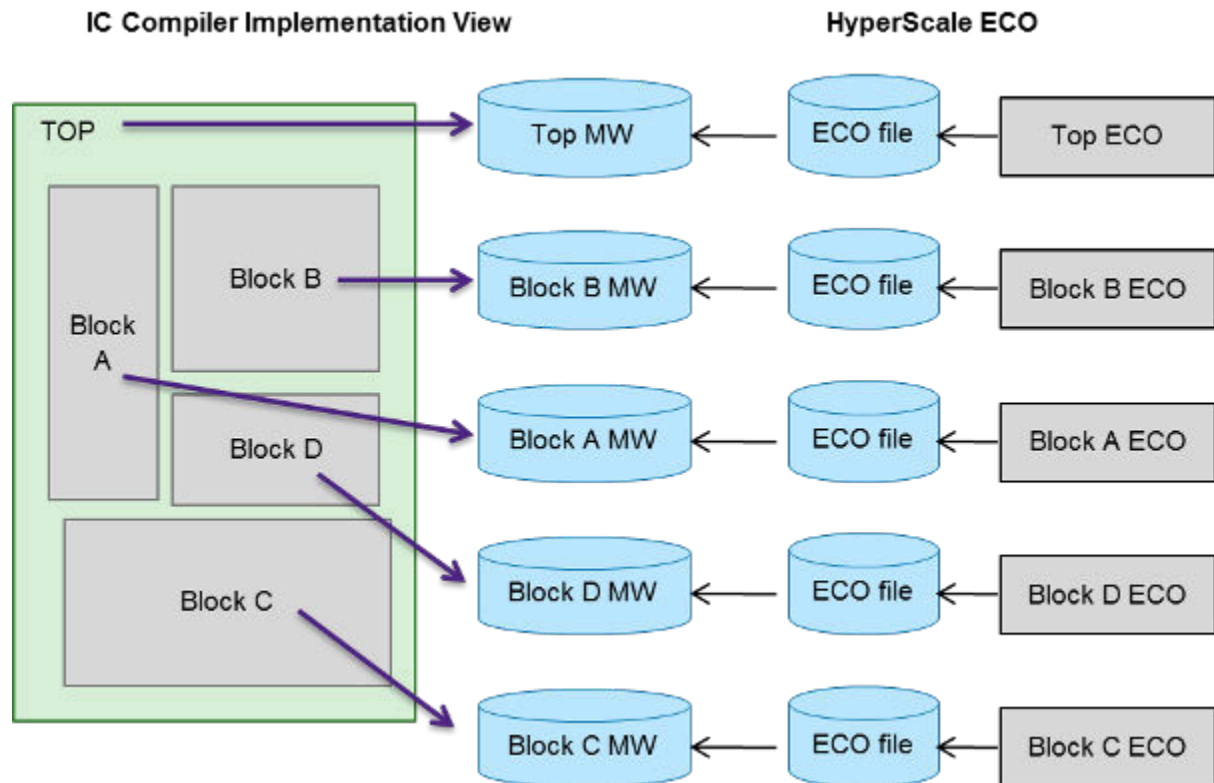 IC Compiler Implementation View
HyperScale ECO
TOP
Top MW
ECO file
Top ECO
Block B
Block B MW
ECO file
Block B ECO
Block
A
Block A MW
ECO file
Block A ECO
Block D
Block D MW
ECO file
Block D ECO
Block C
Block C MW
ECO file
Block C ECO